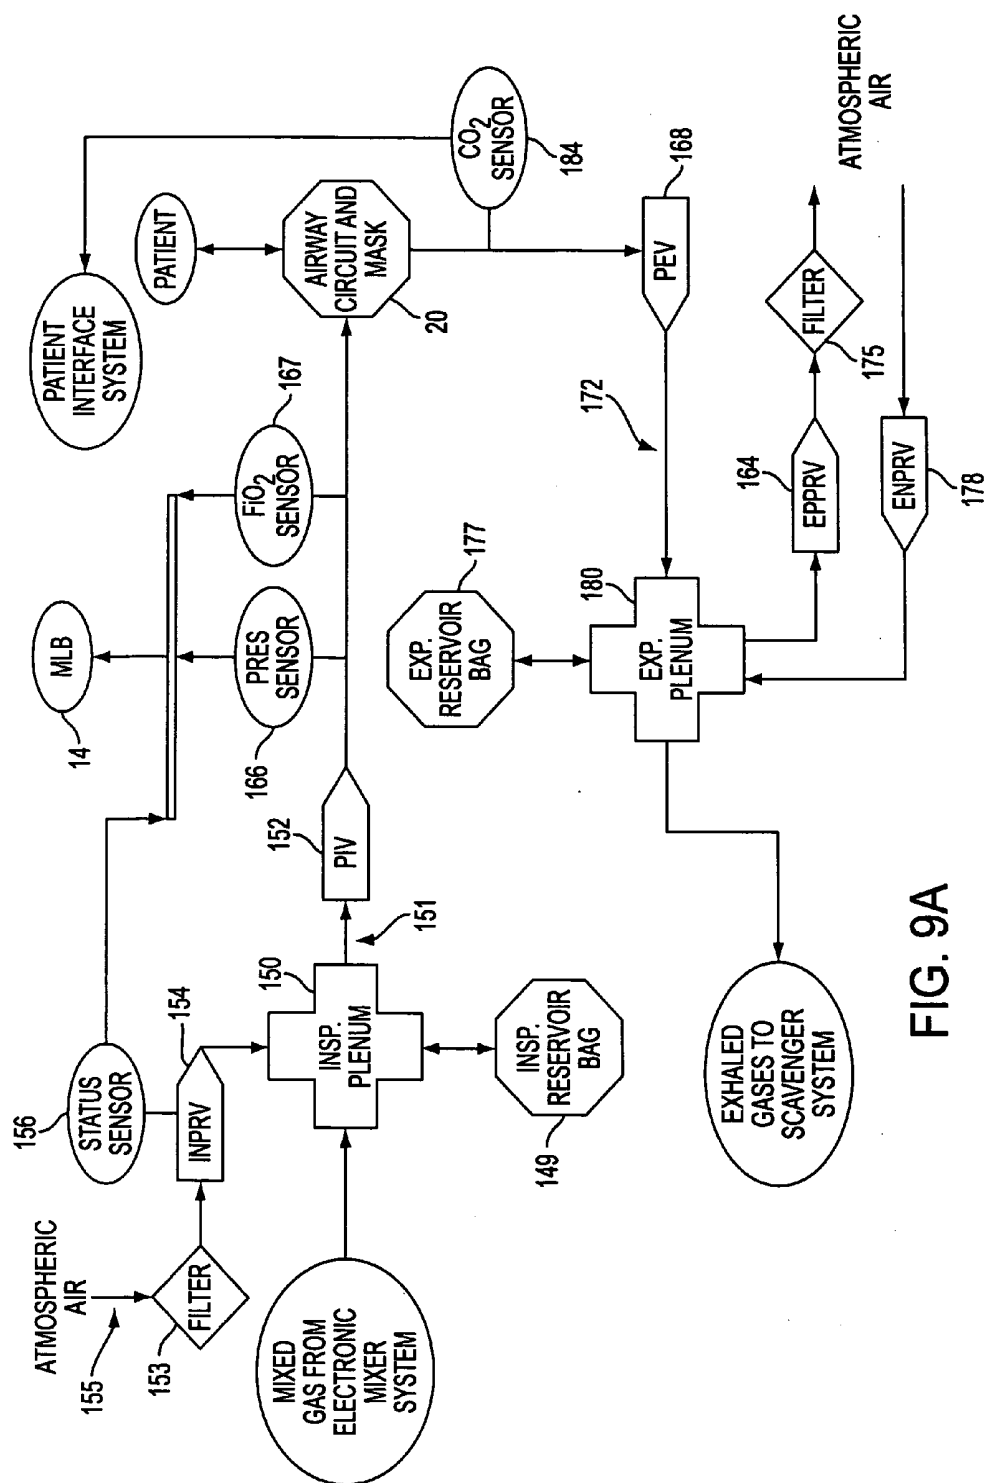 ATMOSPHERIC
AIR
155
153
FILTER
156
STATUS
SENSOR
INPRV
154
MIXED
GAS FROM
ELECTRONIC
MIXER
SYSTEM
INSP.
PLENUM
150
151
149
INSP.
RESERVOIR
BAG
152
PIV
14
MLB
166
PRES
SENSOR
FiO2
SENSOR
167
PATIENT
INTERFACE
SYSTEM
PATIENT
AIRWAY
CIRCUIT AND
MASK
20
CO2
SENSOR
184
PEV
168
172
EXP.
RESERVOIR
BAG
177
EXP.
PLENUM
180
EPPRV
164
FILTER
175
ATMOSPHERIC
AIR
ENPRV
178
EXHALED
GASES TO
SCAVENGER
SYSTEM
FIG. 9A